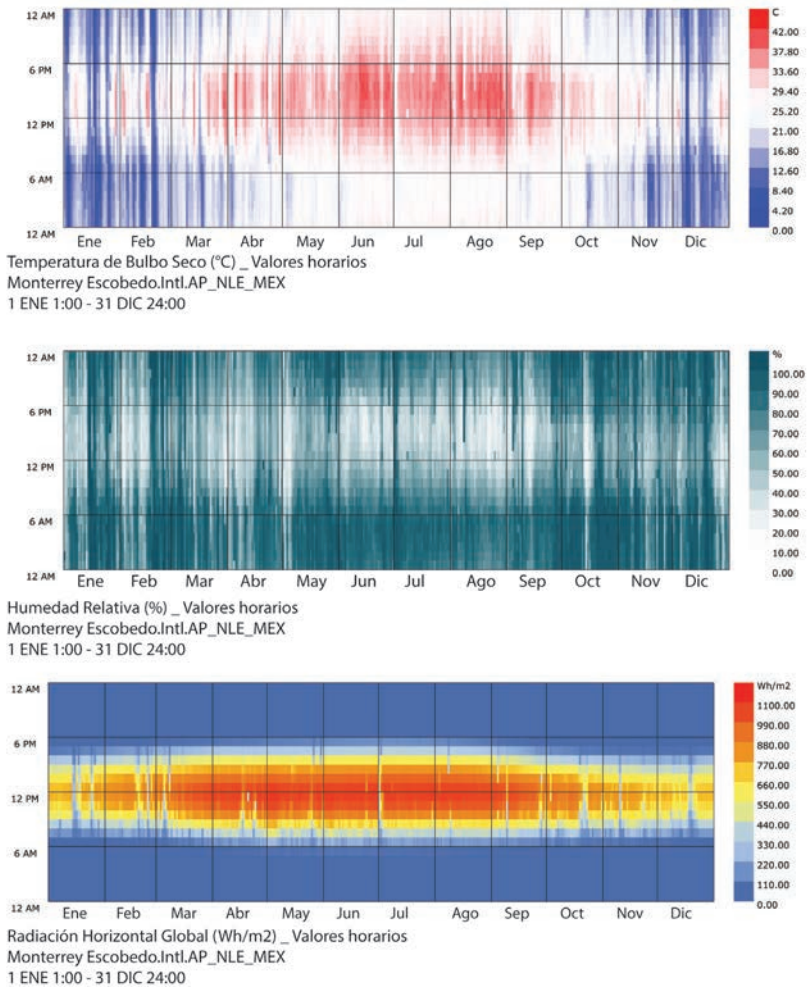 12 AM
6 PM
12 PM
6 AM
12 AM
Ene Feb Mar Abr May Jun Jul Ago Sep Oct Nov Dic
C
42.00
37.80
33.60
29.40
25.20
21.00
16.80
12.60
8.40
4.20
0.00
Temperatura de Bulbo Seco (°C) _ Valores horarios
Monterrey Escobedo.Intl.AP_NLE_MEX
1 ENE 1:00 - 31 DIC 24:00
12 AM
6 PM
12 PM
6 AM
12 AM
Ene Feb Mar Abr May Jun Jul Ago Sep Oct Nov Dic
%
100.00
90.00
80.00
70.00
60.00
50.00
40.00
30.00
20.00
10.00
0.00
Humedad Relativa (%) _ Valores horarios
Monterrey Escobedo.Intl.AP_NLE_MEX
1 ENE 1:00 - 31 DIC 24:00
12 AM
6 PM
12 PM
6 AM
12 AM
Ene Feb Mar Abr May Jun Jul Ago Sep Oct Nov Dic
Wh/m2
1100.00
990.00
880.00
770.00
660.00
550.00
440.00
330.00
220.00
110.00
0.00
Radiación Horizontal Global (Wh/m2) _ Valores horarios
Monterrey Escobedo.Intl.AP_NLE_MEX
1 ENE 1:00 - 31 DIC 24:00